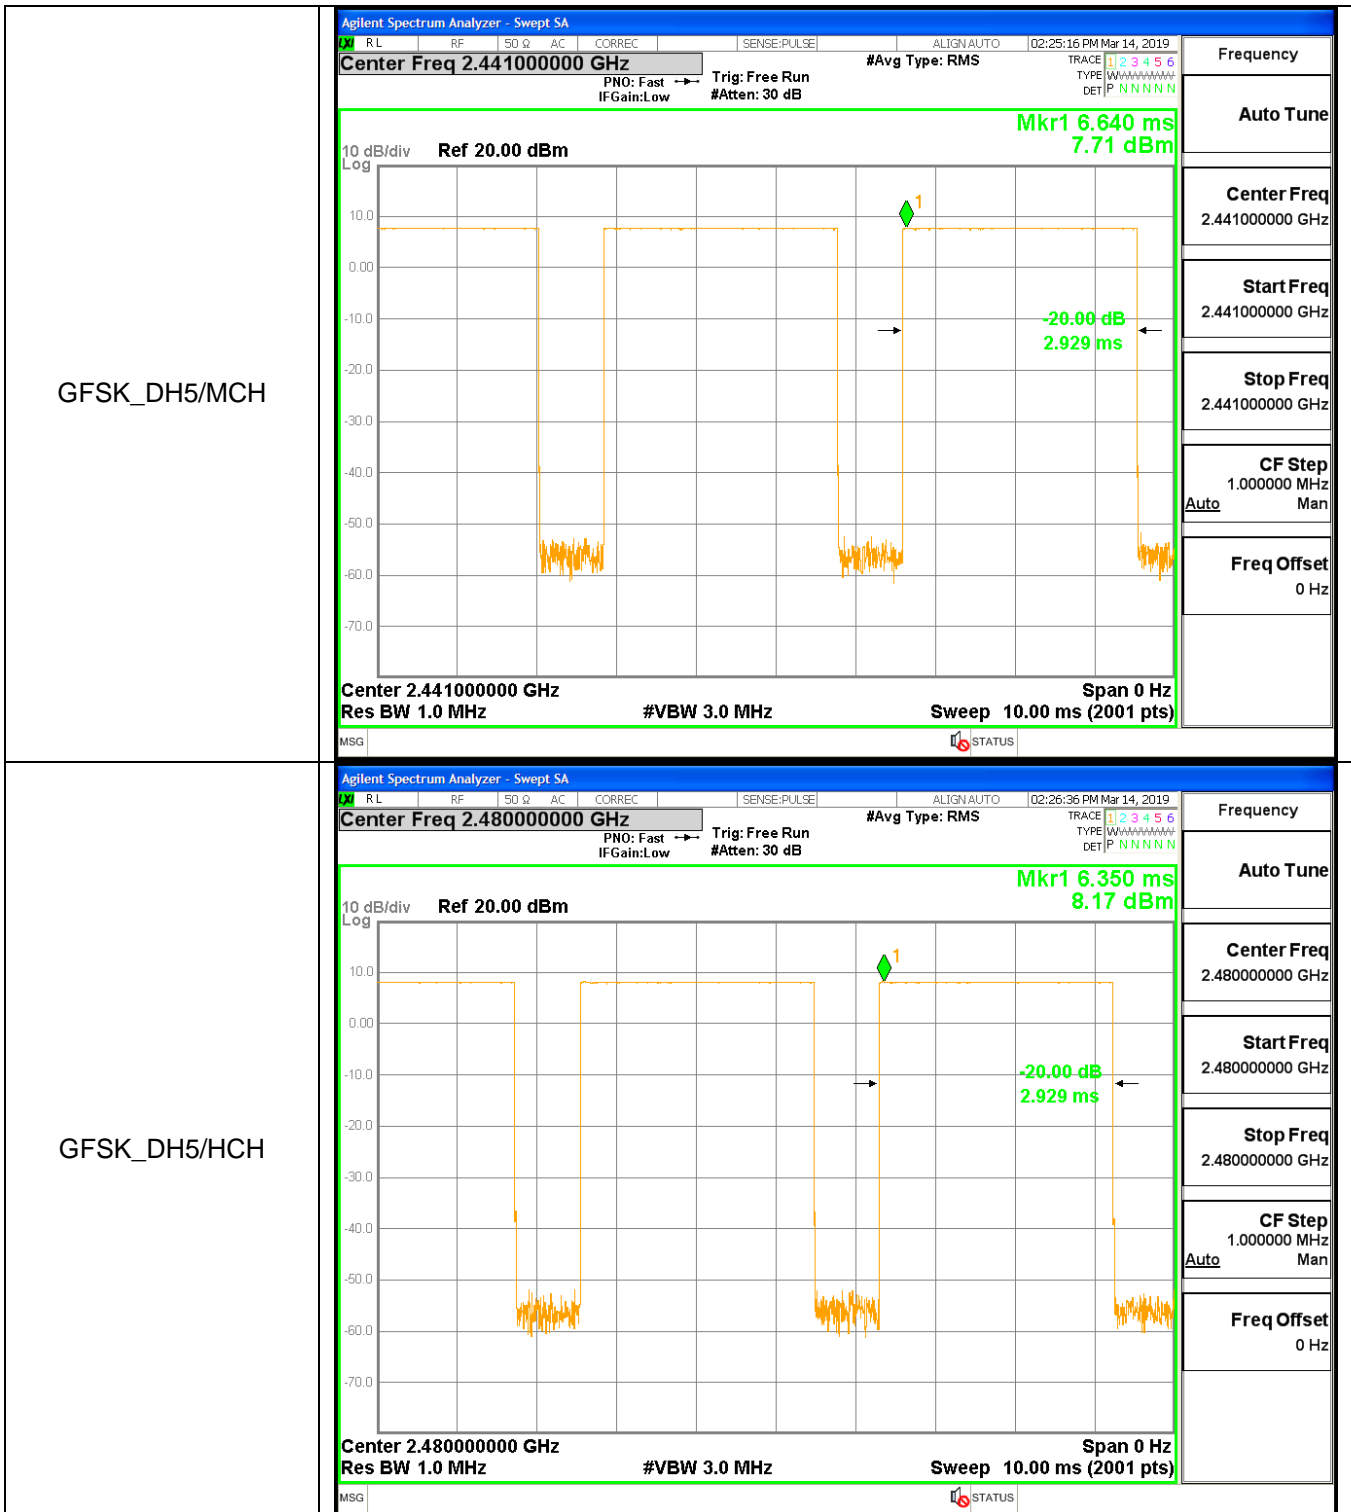 GFSK_DH5/MCH
Agilent Spectrum Analyzer - Swept SA
LXI RL RF 50 Ω AC CORREC SENSE:PULSE ALIGNAUTO 02:25:16 PM Mar 14, 2019
Center Freq 2.441000000 GHz
#Avg Type: RMS
TRACE 1 2 3 4 5 6
PNO: Fast Trig: Free Run
TYPE WWWWWW
IFGain:Low #Atten: 30 dB
DET P N N N N N
Mkr1 6.640 ms
7.71 dBm
10 dB/div Ref 20.00 dBm
Log
1
10.0
0.00
-10.0
-20.0
-30.0
-40.0
-50.0
-60.0
-70.0
-20.00 dB
2.929 ms
Center 2.441000000 GHz Span 0 Hz
Res BW 1.0 MHz #VBW 3.0 MHz Sweep 10.00 ms (2001 pts)
MSG STATUS
Frequency
Auto Tune
Center Freq
2.441000000 GHz
Start Freq
2.441000000 GHz
Stop Freq
2.441000000 GHz
CF Step
1.000000 MHz
Auto Man
Freq Offset
0 Hz
GFSK_DH5/HCH
Agilent Spectrum Analyzer - Swept SA
LXI RL RF 50 Ω AC CORREC SENSE:PULSE ALIGNAUTO 02:26:36 PM Mar 14, 2019
Center Freq 2.480000000 GHz
#Avg Type: RMS
TRACE 1 2 3 4 5 6
PNO: Fast Trig: Free Run
TYPE WWWWWW
IFGain:Low #Atten: 30 dB
DET P N N N N N
Mkr1 6.350 ms
8.17 dBm
10 dB/div Ref 20.00 dBm
Log
1
10.0
0.00
-10.0
-20.0
-30.0
-40.0
-50.0
-60.0
-70.0
-20.00 dB
2.929 ms
Center 2.480000000 GHz Span 0 Hz
Res BW 1.0 MHz #VBW 3.0 MHz Sweep 10.00 ms (2001 pts)
MSG STATUS
Frequency
Auto Tune
Center Freq
2.480000000 GHz
Start Freq
2.480000000 GHz
Stop Freq
2.480000000 GHz
CF Step
1.000000 MHz
Auto Man
Freq Offset
0 Hz